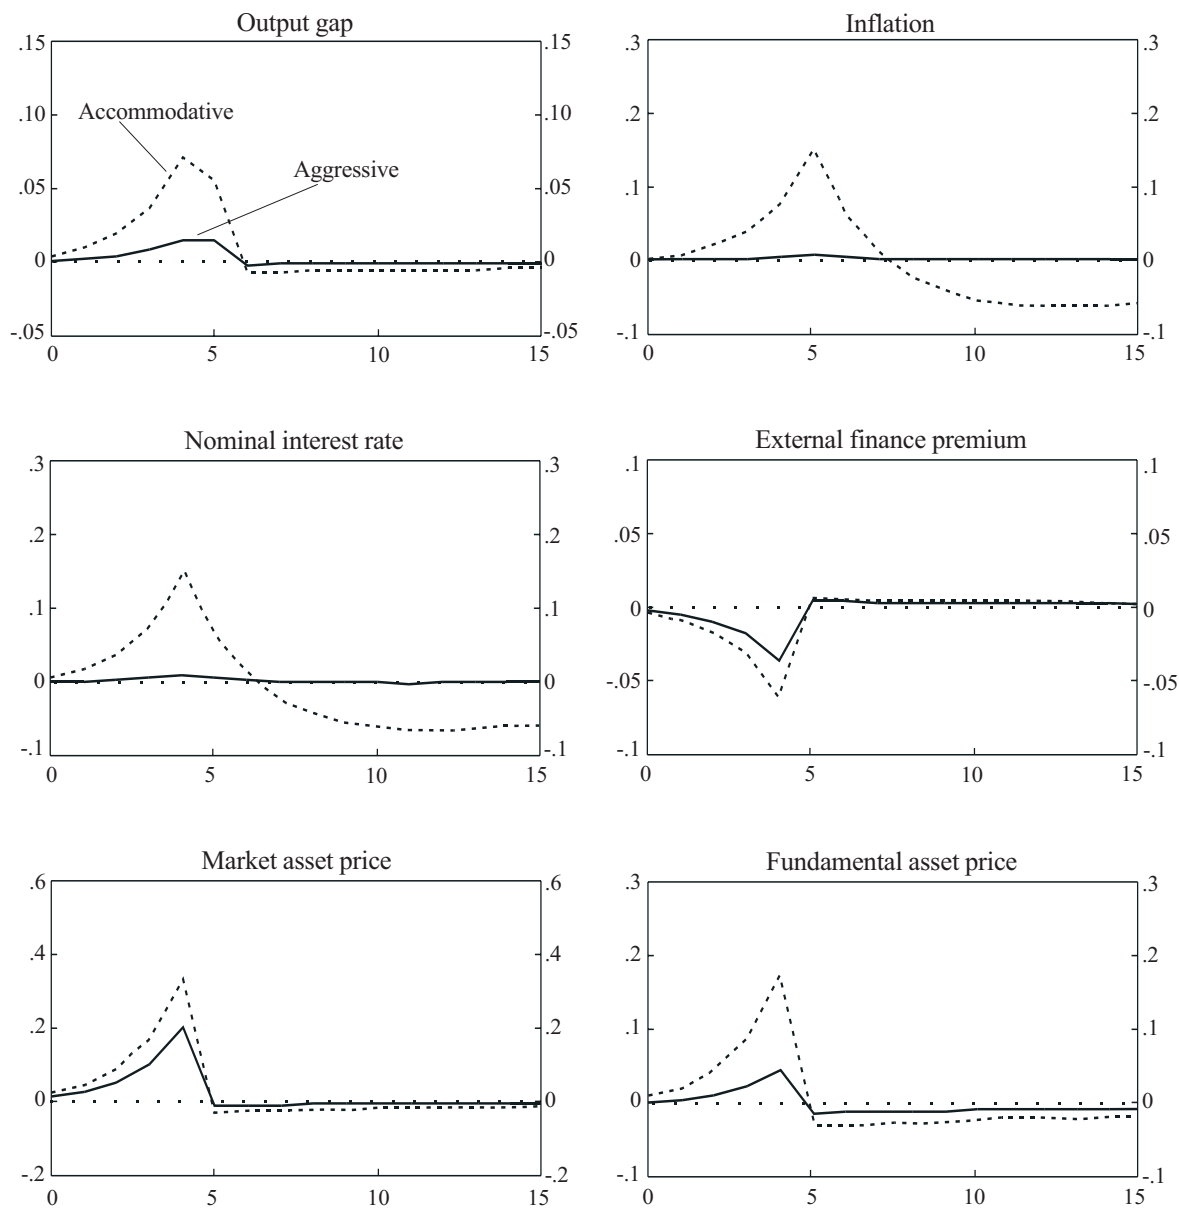 Output gap
.15 .15
Accommodative
.10 .10
Aggressive
.05 .05
0 0
-.05 -.05
0 5 10 15
Inflation
.3 .3
.2 .2
.1 .1
0 0
-.1 -.1
0 5 10 15
Nominal interest rate
.3 .3
.2 .2
.1 .1
0 0
-.1 -.1
0 5 10 15
External finance premium
.1 .1
.05 .05
0 0
-.05 -.05
-.1 -.1
0 5 10 15
Market asset price
.6 .6
.4 .4
.2 .2
0 0
-.2 -.2
0 5 10 15
Fundamental asset price
.3 .3
.2 .2
.1 .1
0 0
-.1 -.1
0 5 10 15